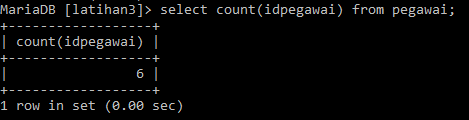 MariaDB [latihan3]> select count(idpegawai) from pegawai;
+------------------+
| count(idpegawai) |
+------------------+
|                6 |
+------------------+
1 row in set (0.00 sec)